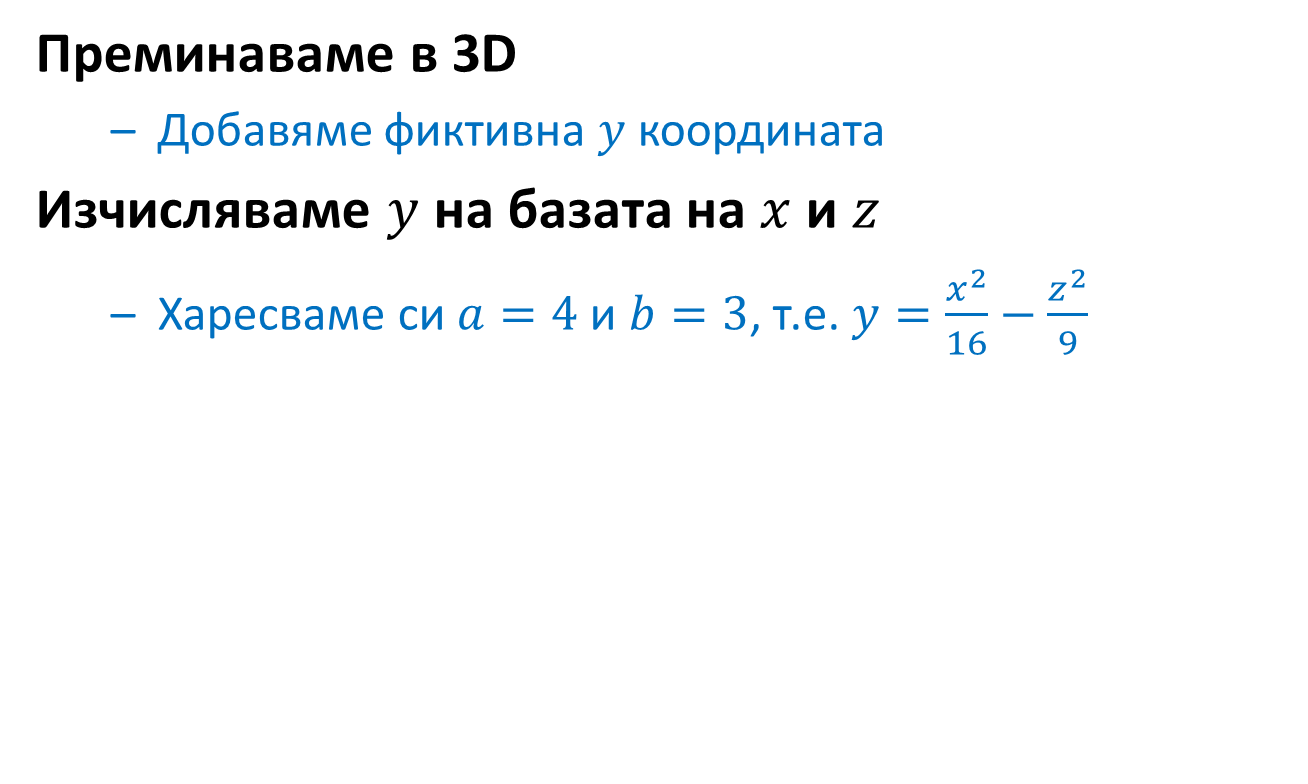 Преминаваме в 3D
– Добавяме фиктивна 𝑦 координата
Изчисляваме 𝑦 на базата на 𝑥 и 𝑧
– Харесваме си 𝑎 = 4 и 𝑏 = 3, т.е. 𝑦 = 𝑥²/16 − 𝑧²/9